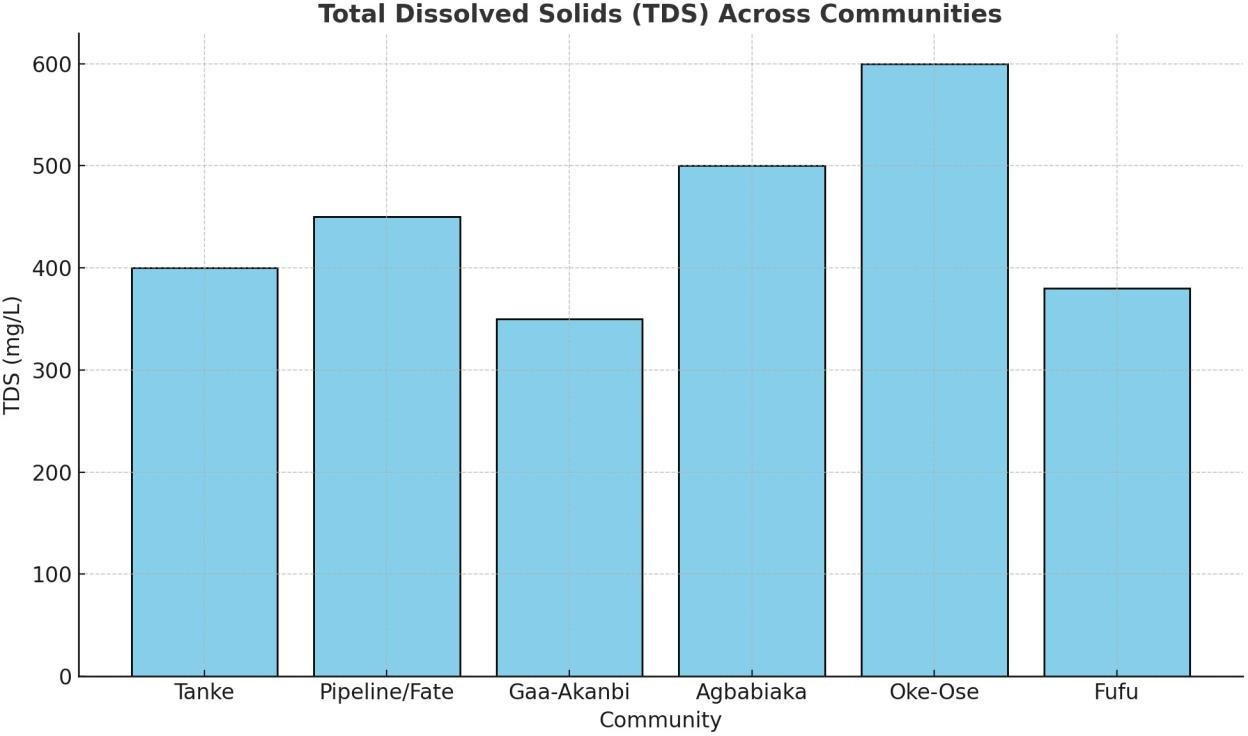 Total Dissolved Solids (TDS) Across Communities
TDS (mg/L)
600
500
400
300
200
100
0
Tanke Pipeline/Fate Gaa-Akanbi Agbabiaka Oke-Ose Fufu
Community